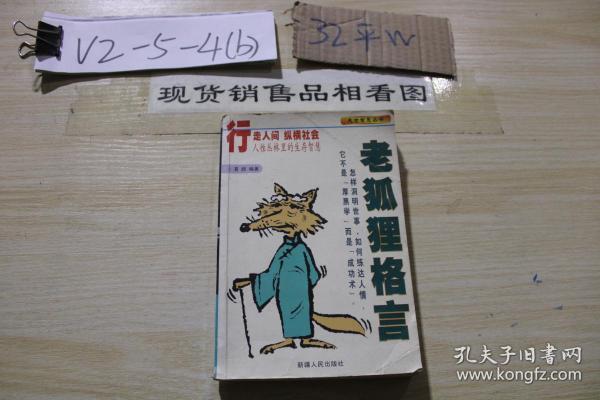 V2-5-4(b)
32平W
现货销售品相看图
行走人间 纵横社会
人性丛林里的生存智慧
编著
老狐狸格言
怎样洞明世事，如何练达人情，
它不是“厚黑学”而是“成功术”。
新疆人民出版社
孔夫子旧书网
www.kongfz.com